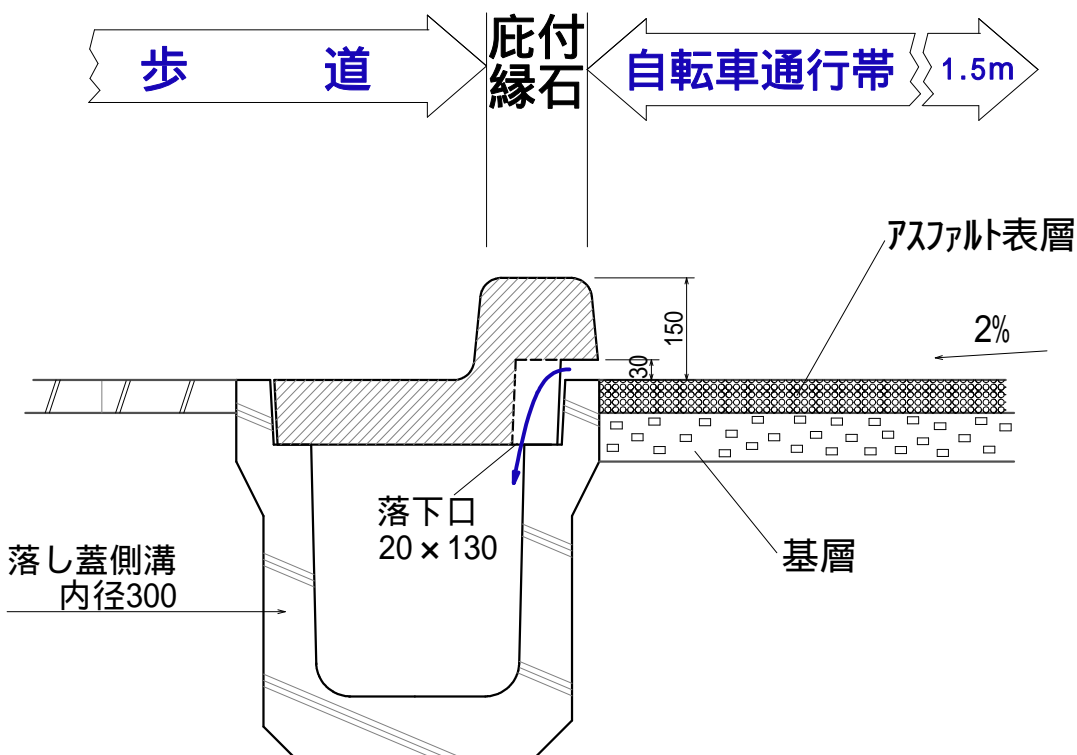 歩道
庇付
縁石
自転車通行帯
1.5m
アスファルト表層
150
30
2%
落下口
20×130
落し蓋側溝
内径300
基層